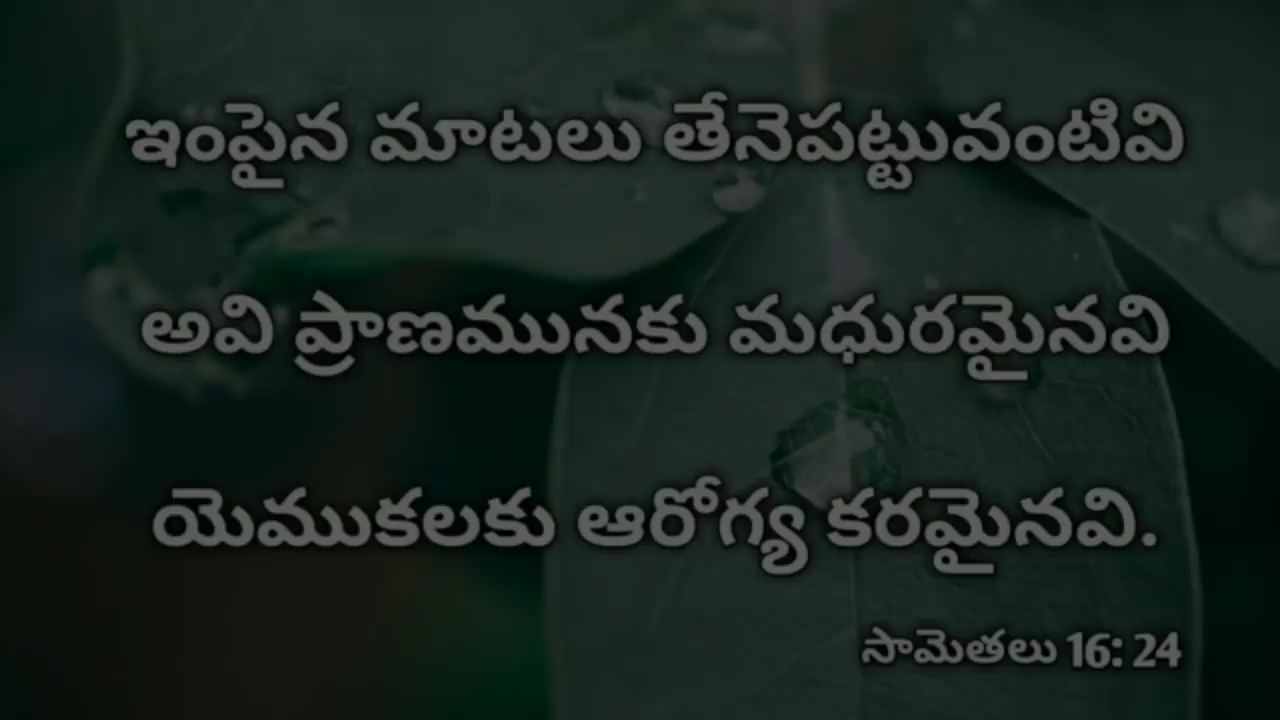 ఇంపైన మాటలు తేనెపట్టువంటివి
అవి ప్రాణమునకు మధురమైనవి
యెముకలకు ఆరోగ్య కరమైనవి.
సామెతలు 16: 24